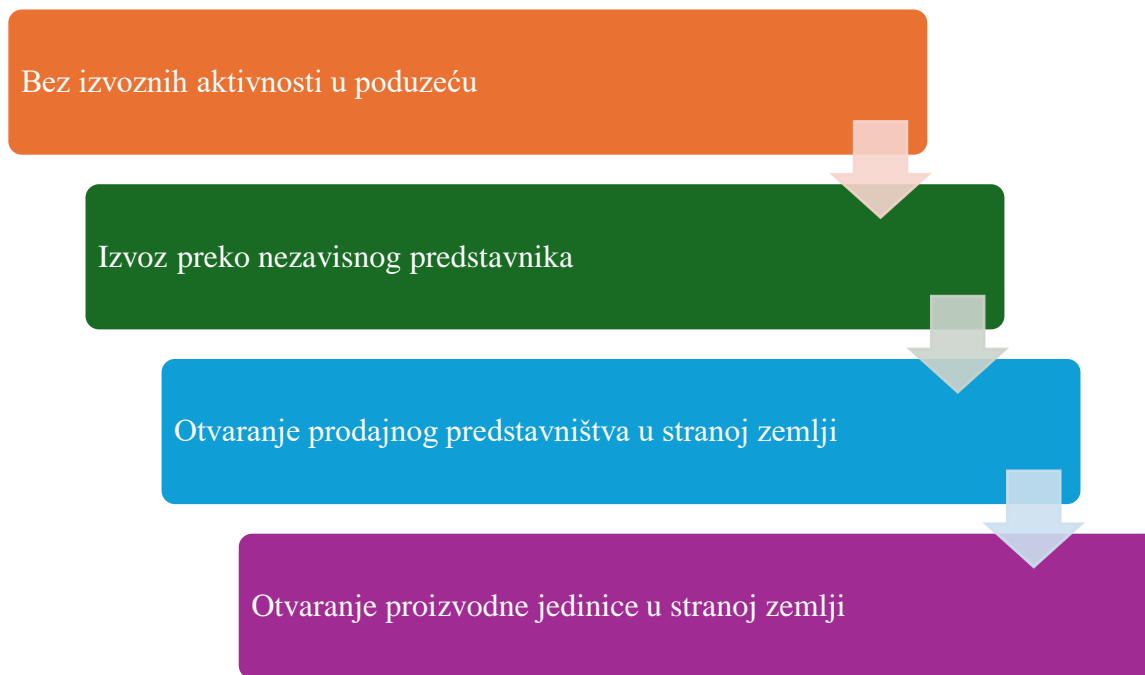 Bez izvoznih aktivnosti u poduzeću
Izvoz preko nezavisnog predstavnika
Otvaranje prodajnog predstavništva u stranoj zemlji
Otvaranje proizvodne jedinice u stranoj zemlji